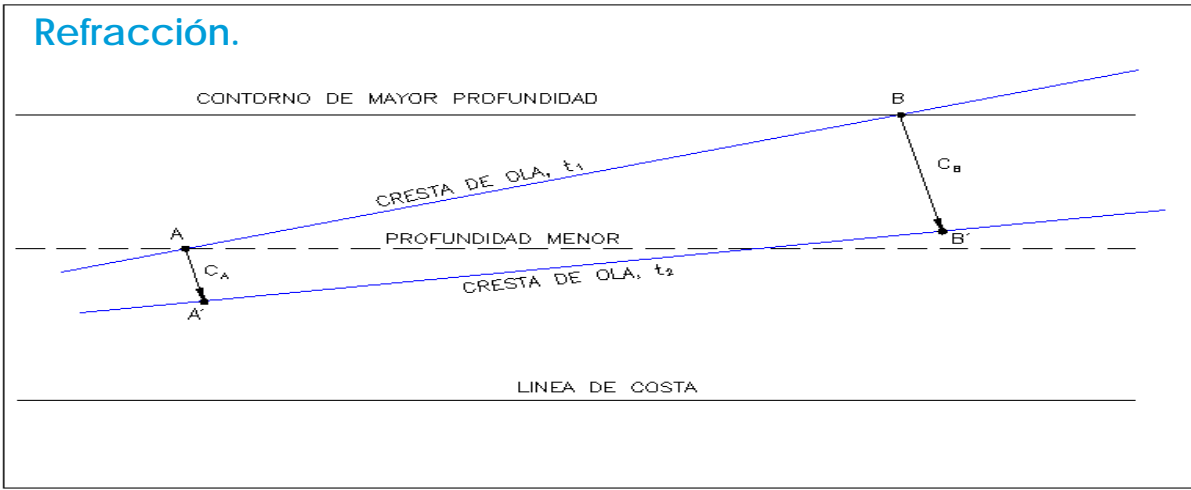 Refracción.
CONTORNO DE MAYOR PROFUNDIDAD
B
CRESTA DE OLA, t₁
C_B
A
PROFUNDIDAD MENOR
B´
C_A
CRESTA DE OLA, t₂
A´
LINEA DE COSTA